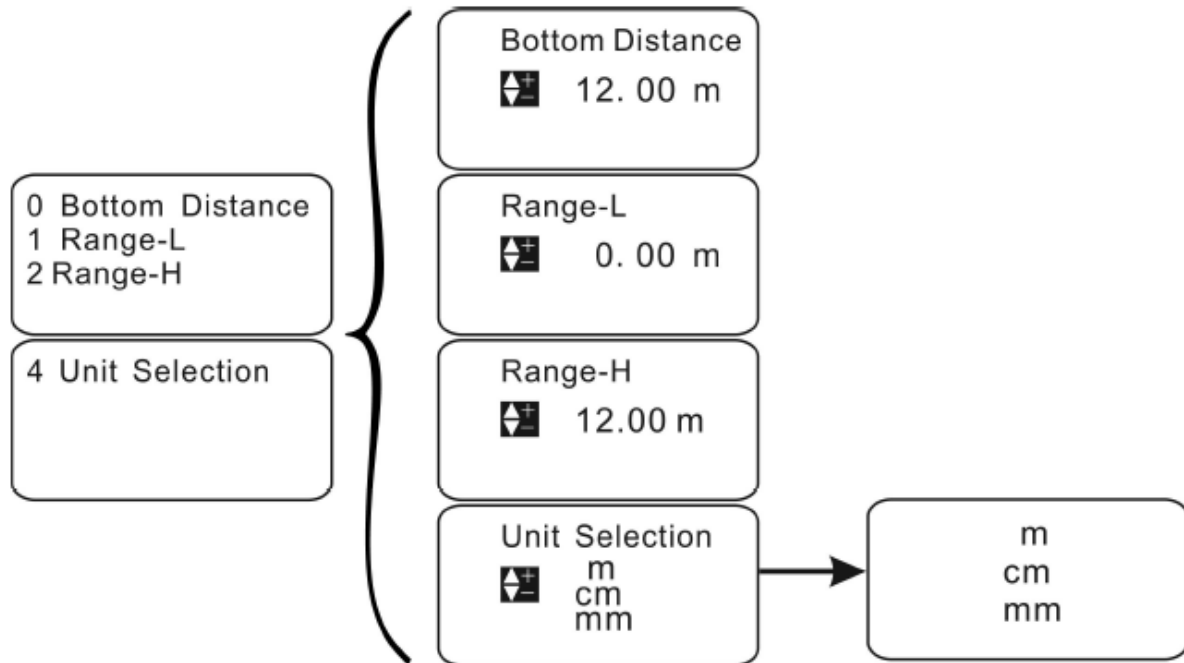 0 Bottom Distance
1 Range-L
2 Range-H
4 Unit Selection
Bottom Distance
+
− 12. 00 m
Range-L
+
− 0. 00 m
Range-H
+
− 12.00 m
Unit Selection
+
− m
cm
mm
m
cm
mm